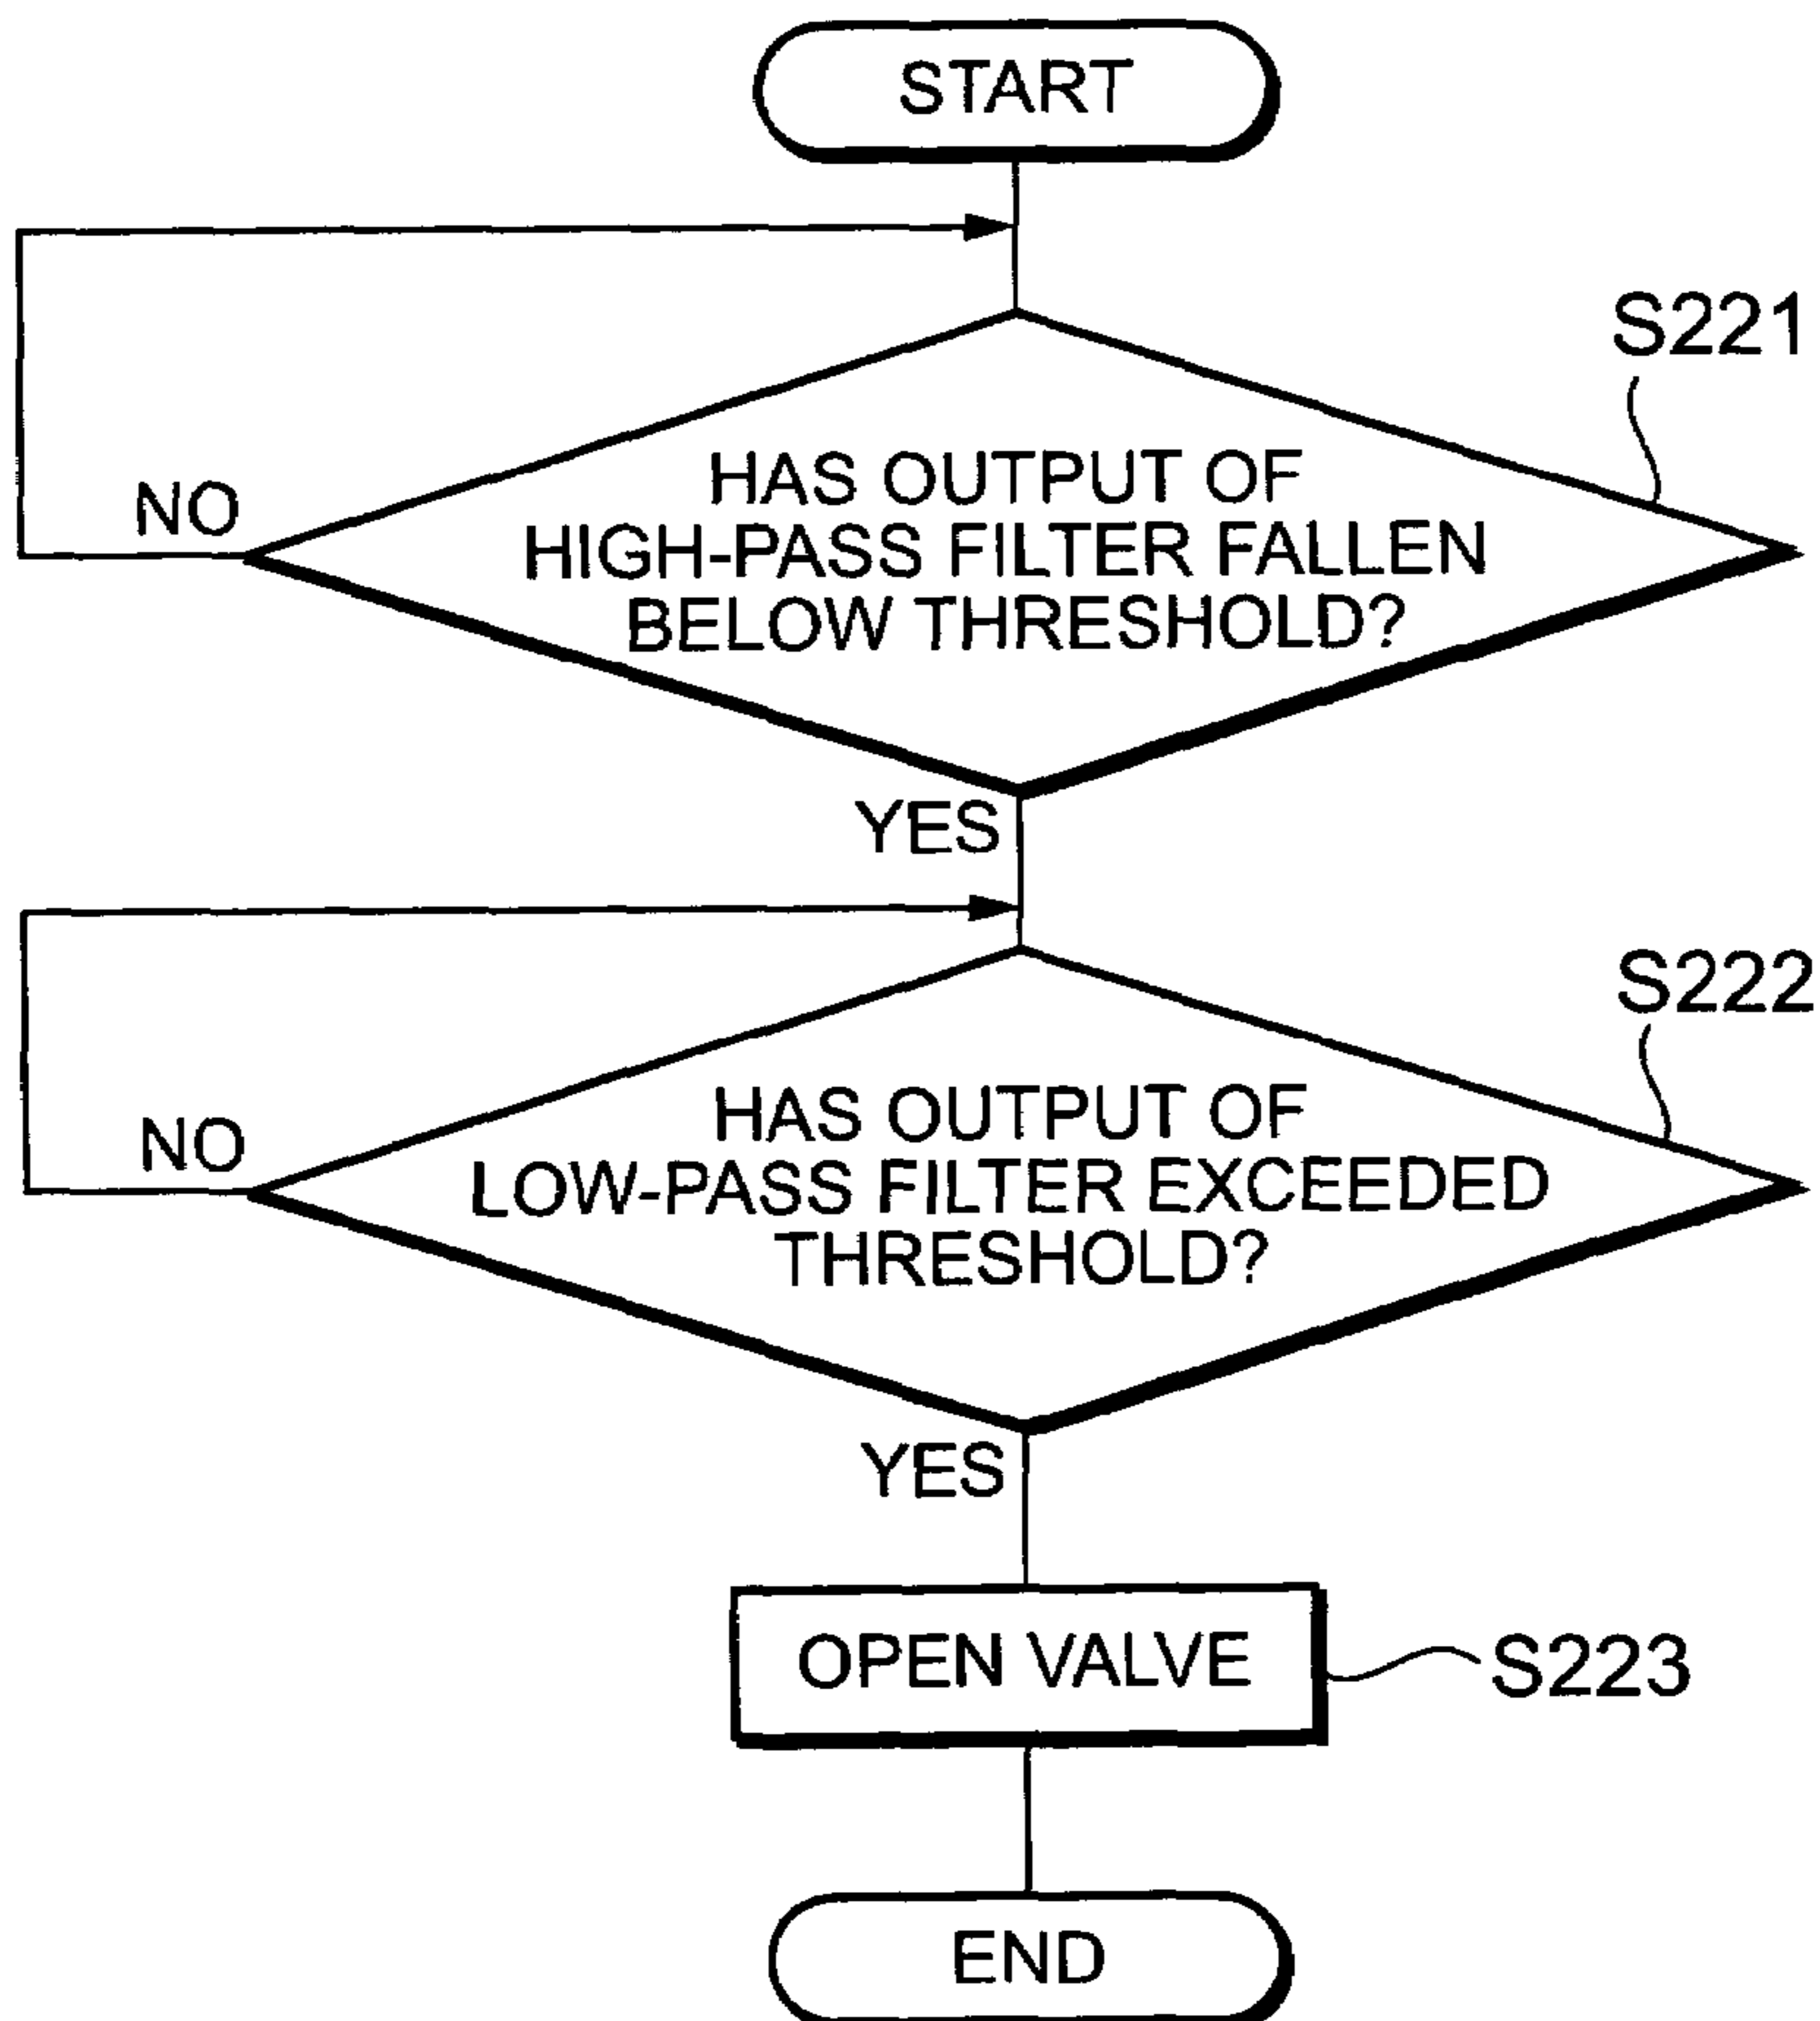 START
S221
HAS OUTPUT OF
HIGH-PASS FILTER FALLEN
BELOW THRESHOLD?
NO
YES
S222
HAS OUTPUT OF
LOW-PASS FILTER EXCEEDED
THRESHOLD?
NO
YES
OPEN VALVE
S223
END